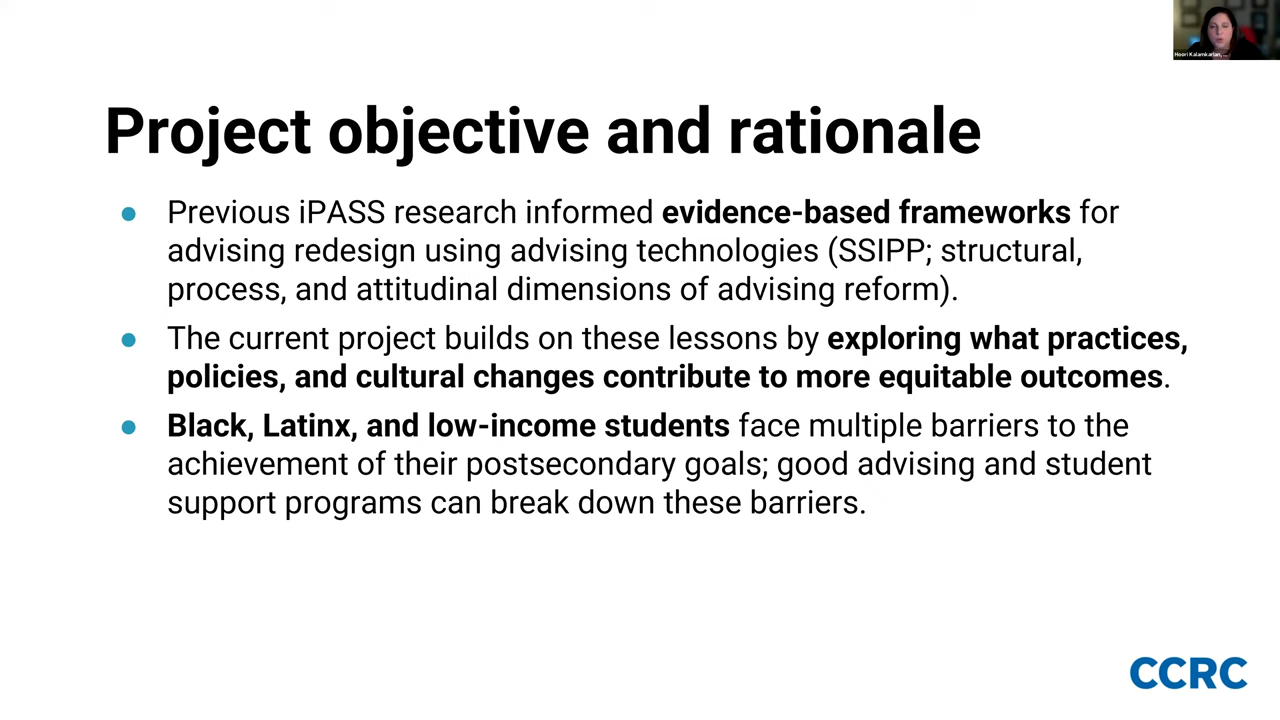 Hoori Kalamkarian, ...
Project objective and rationale
● Previous iPASS research informed evidence-based frameworks for
advising redesign using advising technologies (SSIPP; structural,
process, and attitudinal dimensions of advising reform).
● The current project builds on these lessons by exploring what practices,
policies, and cultural changes contribute to more equitable outcomes.
● Black, Latinx, and low-income students face multiple barriers to the
achievement of their postsecondary goals; good advising and student
support programs can break down these barriers.
CCRC